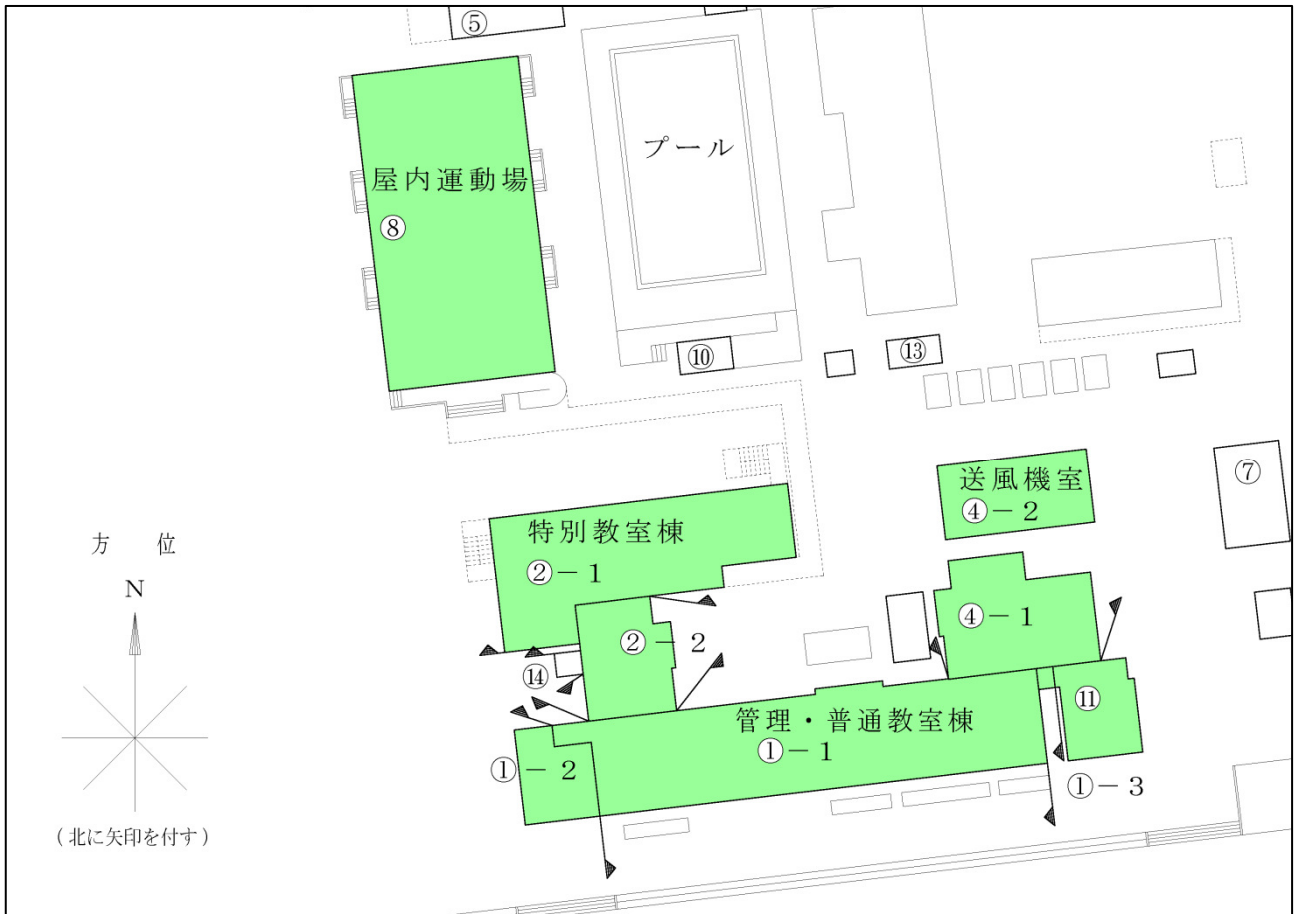 ⑤
プール
屋内運動場
⑧
⑩
⑬
送風機室
④－2
⑦
特別教室棟
②－1
方　位
N
④－1
②－2
⑭
⑪
管理・普通教室棟
①－1
①－2
①－3
(北に矢印を付す)